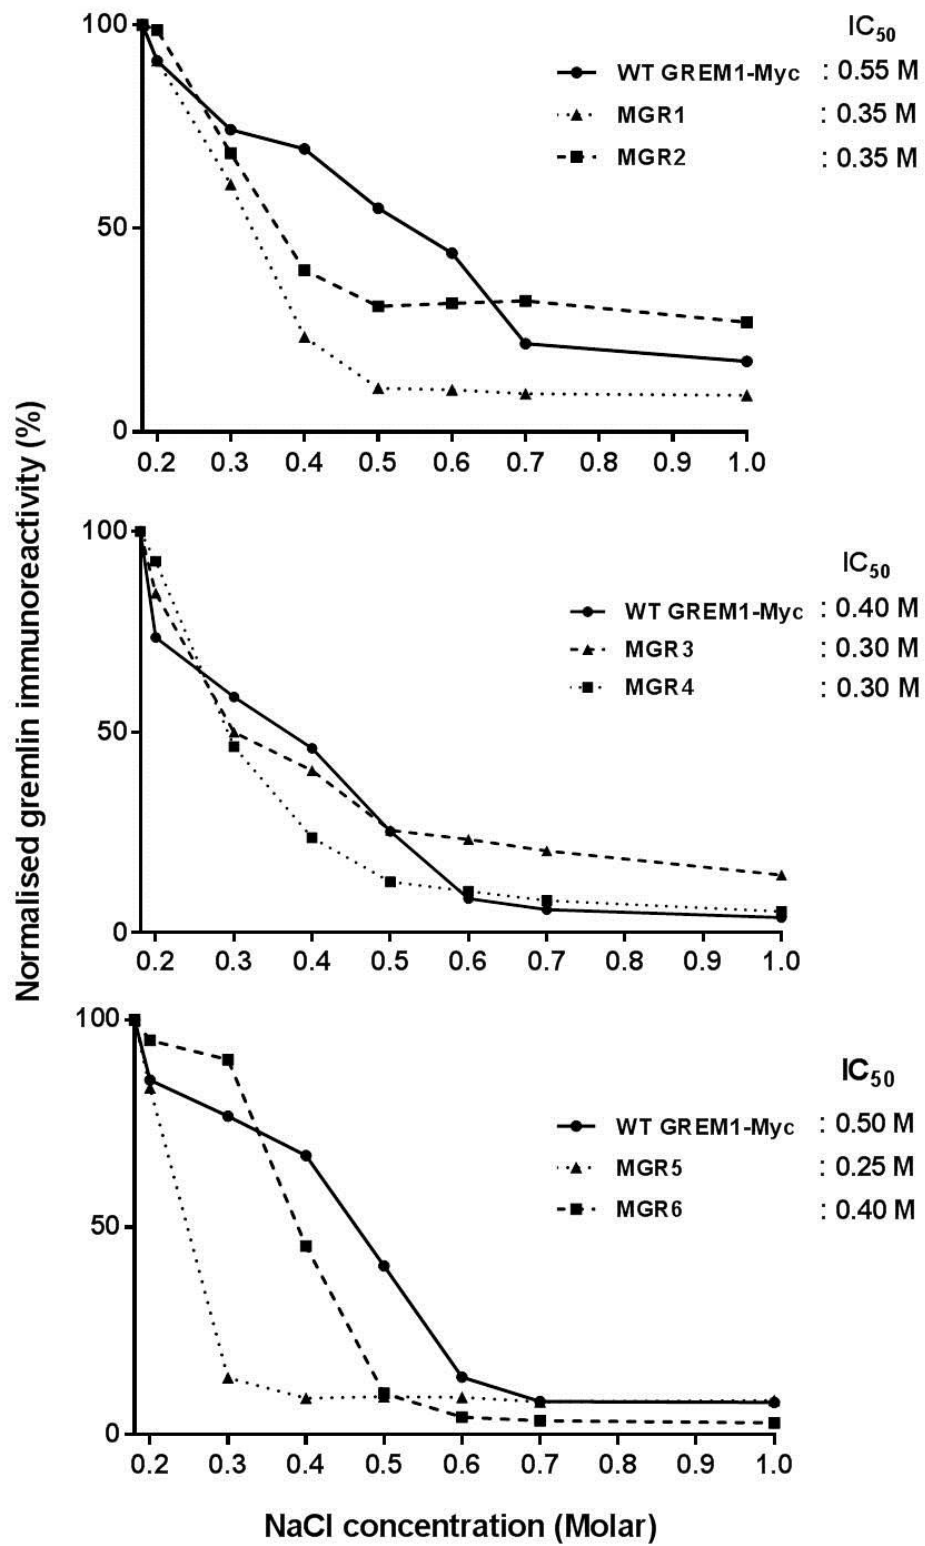 Normalised gremlin immunoreactivity (%)
100
50
0
0.2 0.3 0.4 0.5 0.6 0.7 0.8 0.9 1.0
IC50
WT GREM1-Myc : 0.55 M
MGR1 : 0.35 M
MGR2 : 0.35 M
100
50
0
0.2 0.3 0.4 0.5 0.6 0.7 0.8 0.9 1.0
IC50
WT GREM1-Myc : 0.40 M
MGR3 : 0.30 M
MGR4 : 0.30 M
100
50
0
0.2 0.3 0.4 0.5 0.6 0.7 0.8 0.9 1.0
IC50
WT GREM1-Myc : 0.50 M
MGR5 : 0.25 M
MGR6 : 0.40 M
NaCl concentration (Molar)